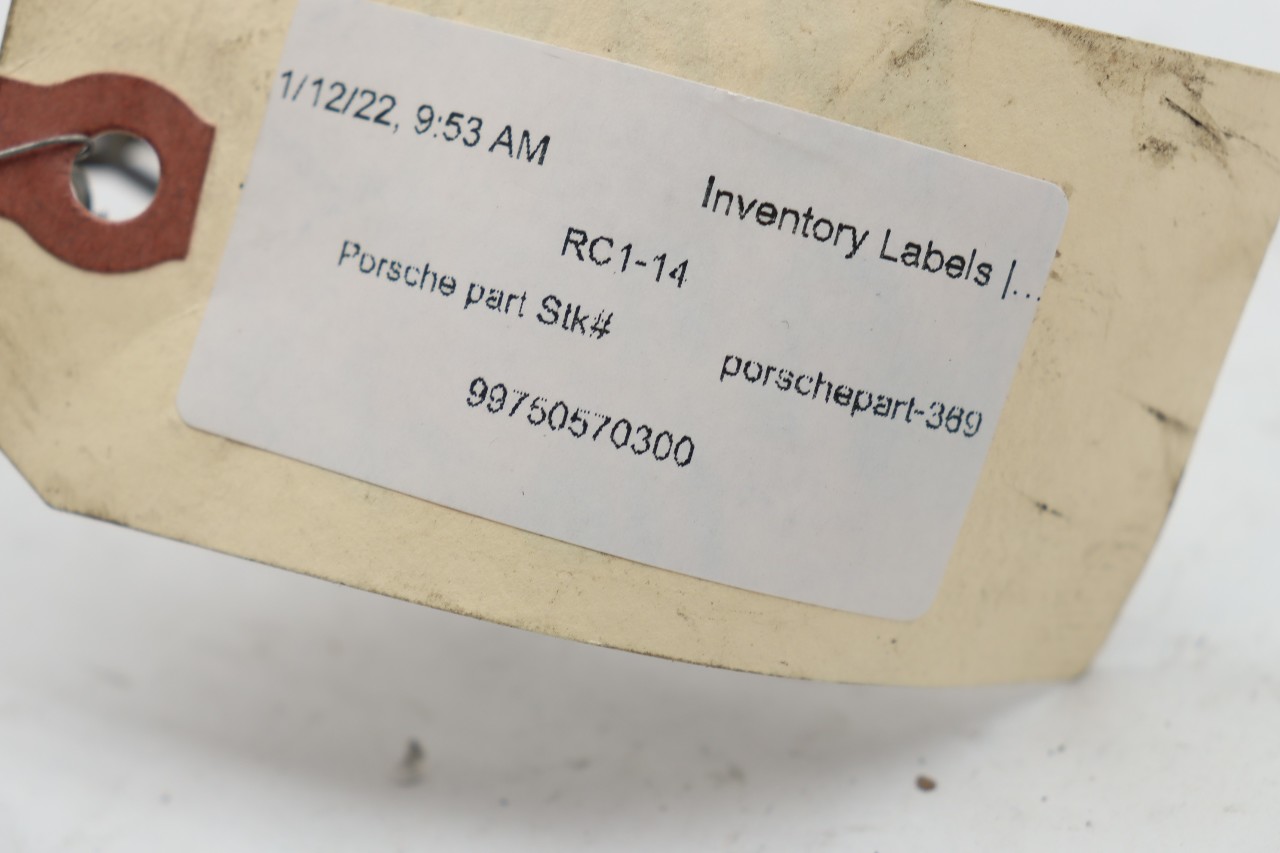 1/12/22, 9:53 AM
Inventory Labels |...
RC1-14
Porsche part Stk#
porschepart-369
99750570300